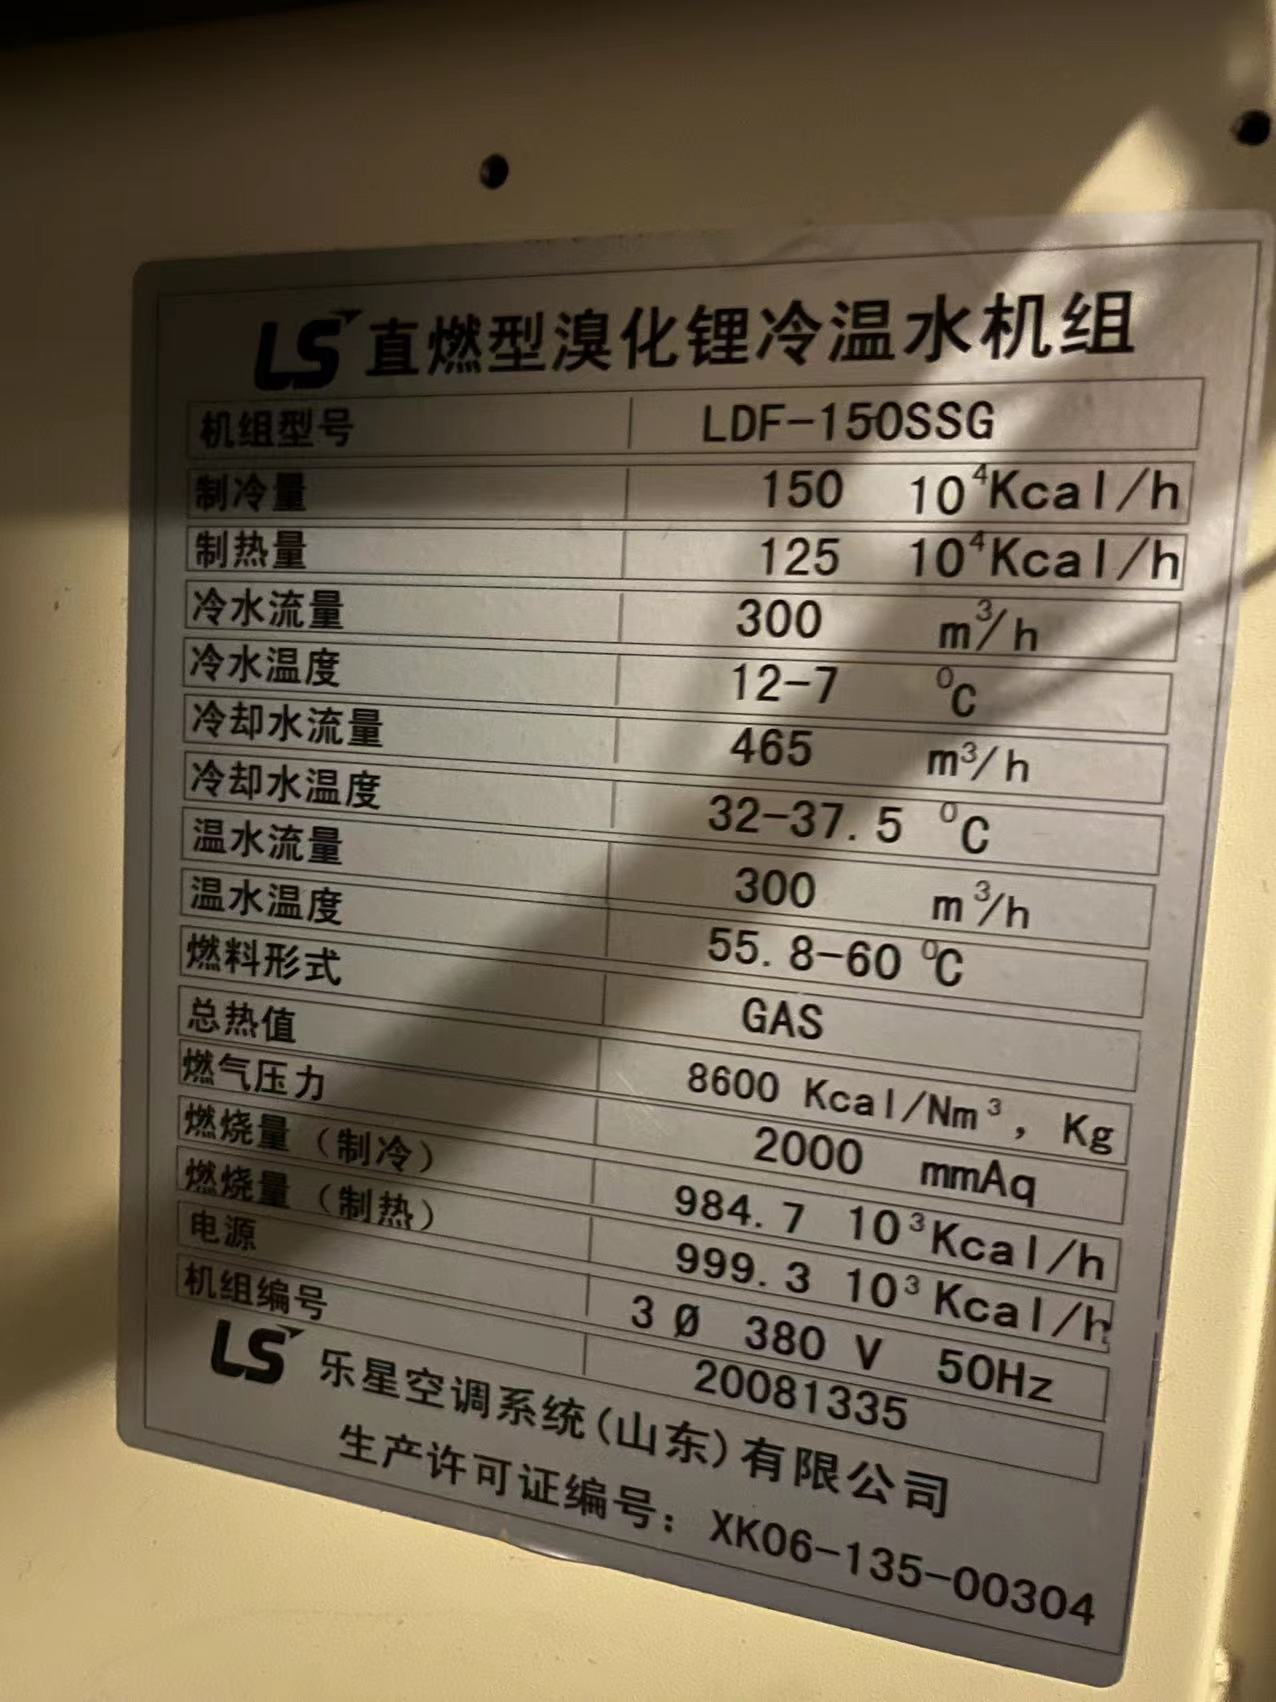 LS 直燃型溴化锂冷温水机组
机组型号 LDF-150SSG
制冷量 150 10⁴Kcal/h
制热量 125 10⁴Kcal/h
冷水流量 300 m³/h
冷水温度 12-7 ⁰C
冷却水流量 465 m³/h
冷却水温度 32-37.5 ⁰C
温水流量 300 m³/h
温水温度 55.8-60 ⁰C
燃料形式 GAS
总热值 8600 Kcal/Nm³, Kg
燃气压力 2000 mmAq
燃烧量（制冷） 984.7 10³Kcal/h
燃烧量（制热） 999.3 10³Kcal/h
电源 3 Ø 380 V 50Hz
机组编号 20081335
LS 乐星空调系统(山东)有限公司
生产许可证编号：XK06-135-00304